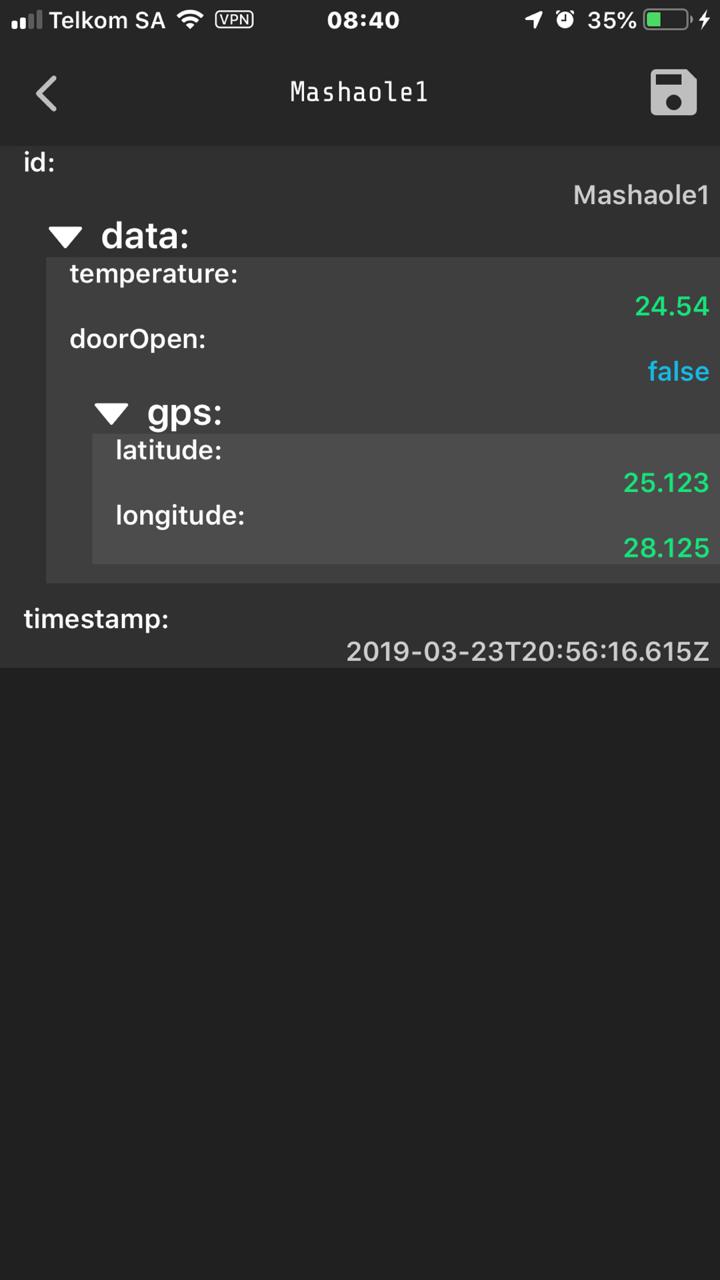 Telkom SA VPN 08:40 35%
Mashaole1
id:
Mashaole1
data:
temperature:
24.54
doorOpen:
false
gps:
latitude:
25.123
longitude:
28.125
timestamp:
2019-03-23T20:56:16.615Z